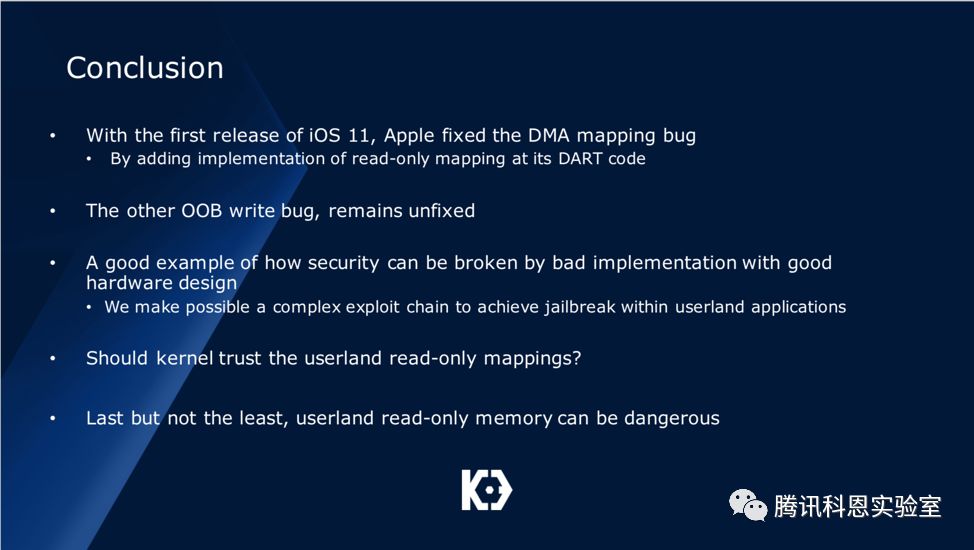 Conclusion
• With the first release of iOS 11, Apple fixed the DMA mapping bug
• By adding implementation of read-only mapping at its DART code
• The other OOB write bug, remains unfixed
• A good example of how security can be broken by bad implementation with good
hardware design
• We make possible a complex exploit chain to achieve jailbreak within userland applications
• Should kernel trust the userland read-only mappings?
• Last but not the least, userland read-only memory can be dangerous
腾讯科恩实验室